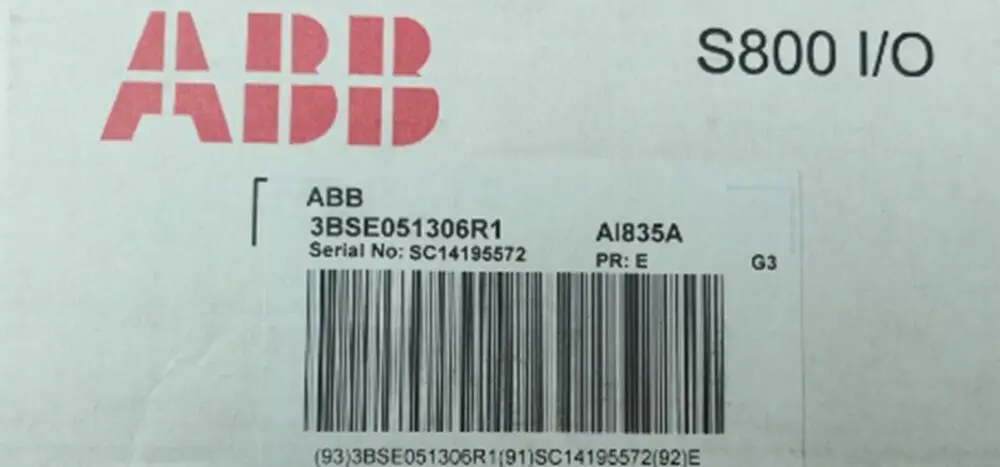 ABB
S800 I/O
ABB
3BSE051306R1 AI835A
Serial No: SC14195572 PR: E G3
(93)3BSE051306R1(91)SC14195572(92)E